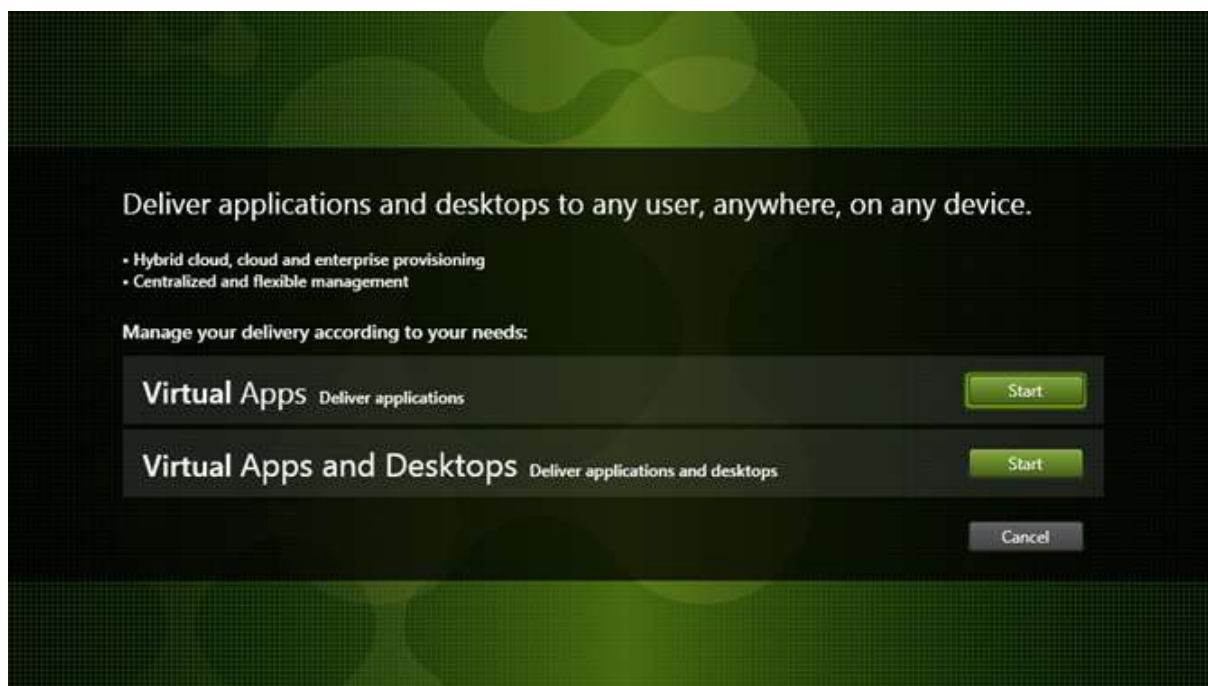 Deliver applications and desktops to any user, anywhere, on any device.
• Hybrid cloud, cloud and enterprise provisioning
• Centralized and flexible management
Manage your delivery according to your needs:
Virtual Apps Deliver applications
Start
Virtual Apps and Desktops Deliver applications and desktops
Start
Cancel